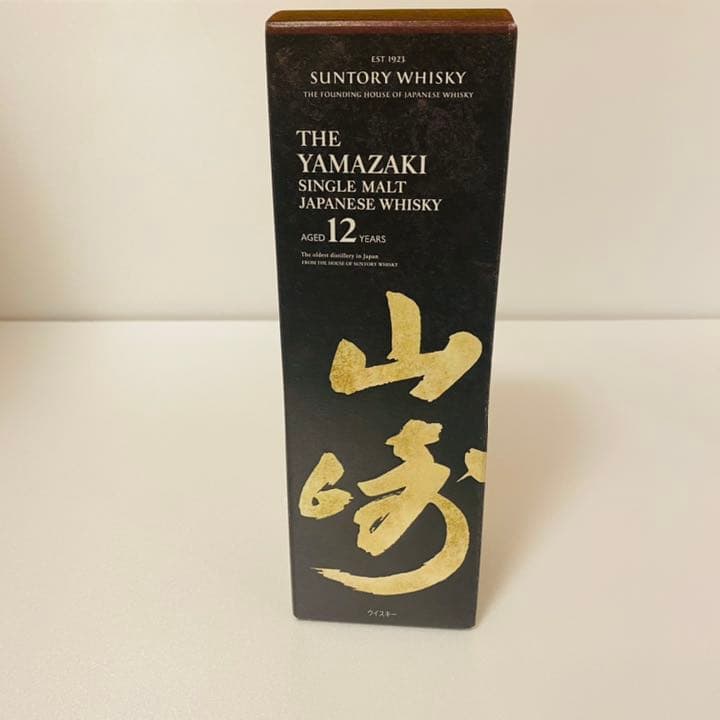 EST 1923
SUNTORY WHISKY
THE FOUNDING HOUSE OF JAPANESE WHISKY
THE
YAMAZAKI
SINGLE MALT
JAPANESE WHISKY
AGED 12 YEARS
The oldest distillery in Japan
FROM THE HOUSE OF SUNTORY WHISKY
山
崎
ウイスキー